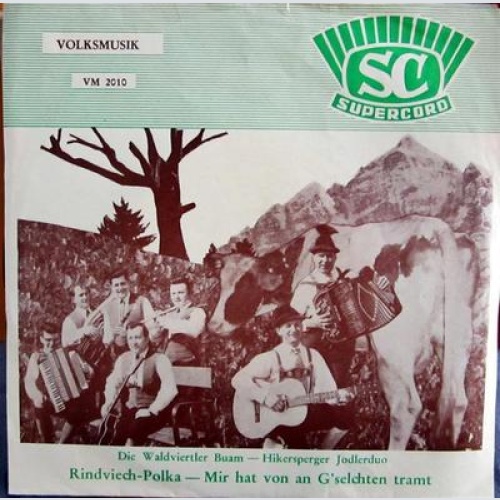 VOLKSMUSIK
VM 2010
SC
SUPERCORD
Die Waldviertler Buam — Hikersperger Jodlerduo
Rindviech-Polka — Mir hat von an G'selchten tramt